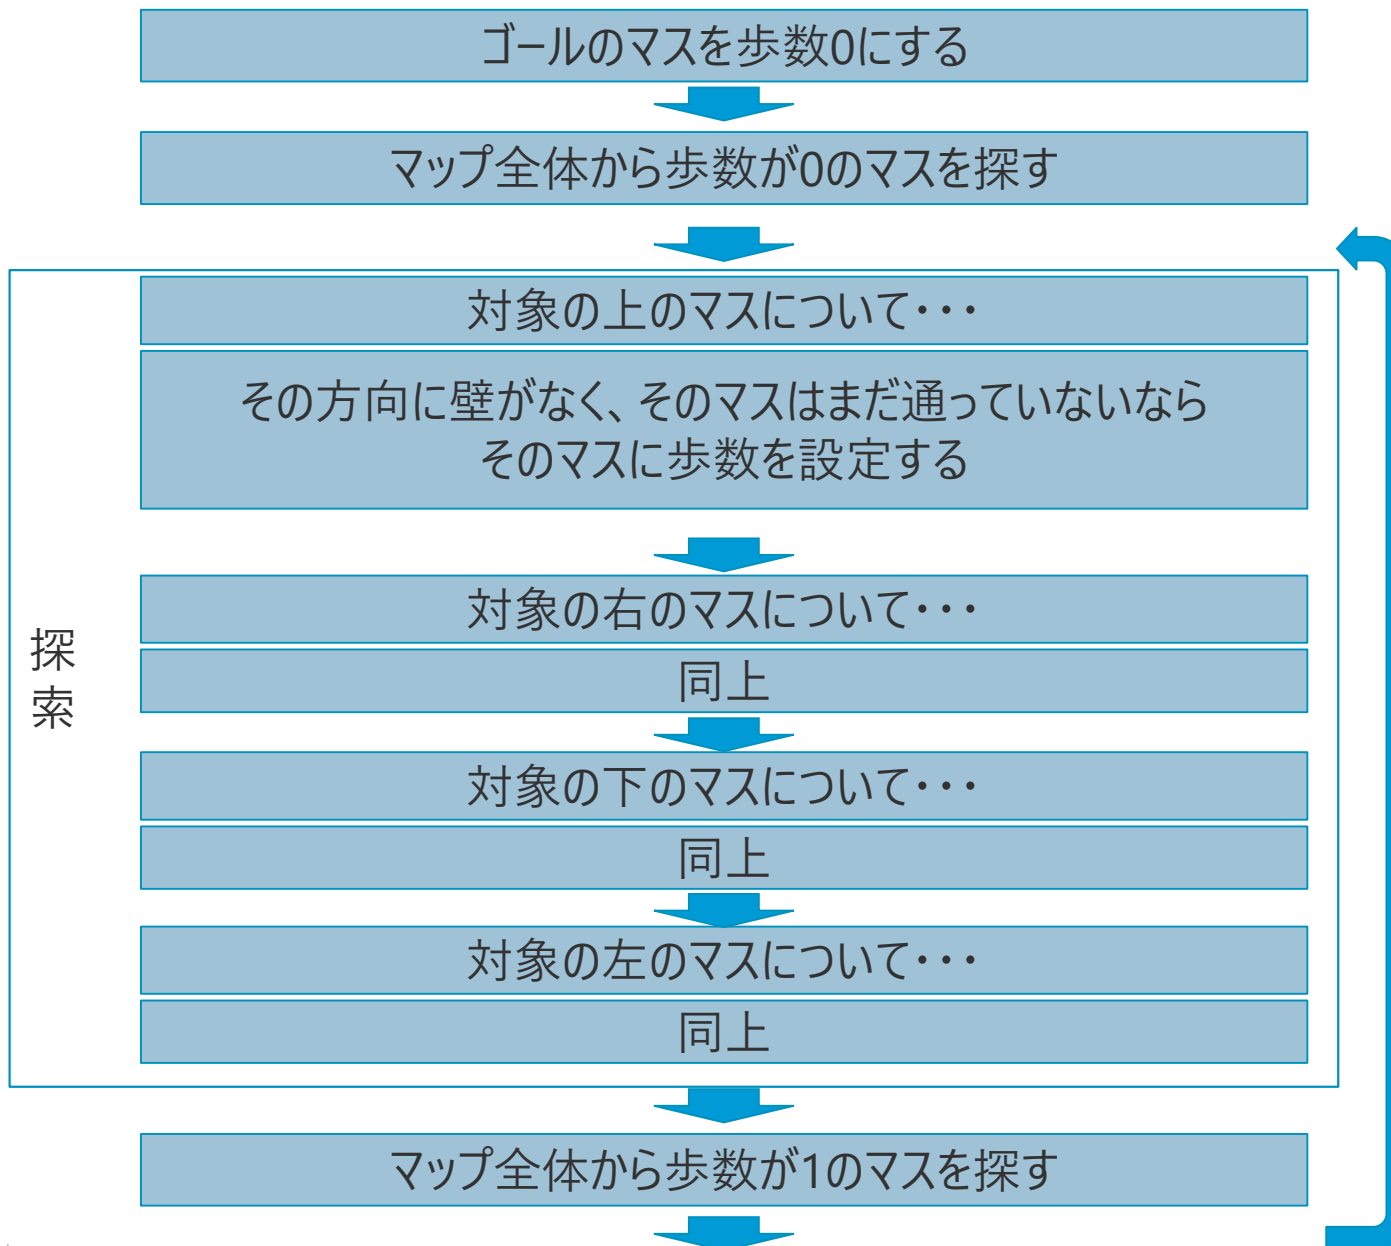 ゴールのマスを歩数0にする
マップ全体から歩数が0のマスを探す
対象の上のマスについて・・・
その方向に壁がなく、そのマスはまだ通っていないなら
そのマスに歩数を設定する
対象の右のマスについて・・・
同上
探索
対象の下のマスについて・・・
同上
対象の左のマスについて・・・
同上
マップ全体から歩数が1のマスを探す